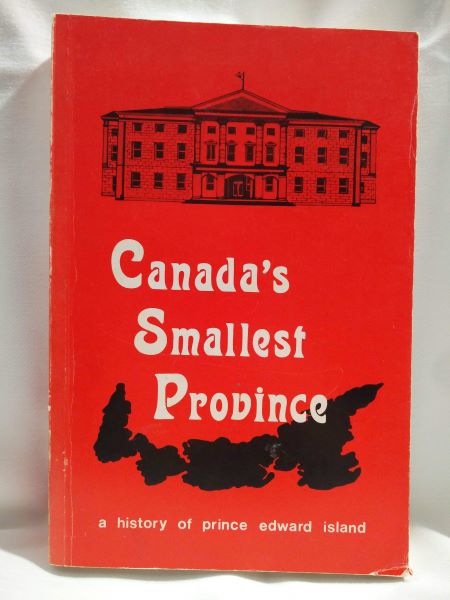 Canada's
Smallest
Province
a history of prince edward island